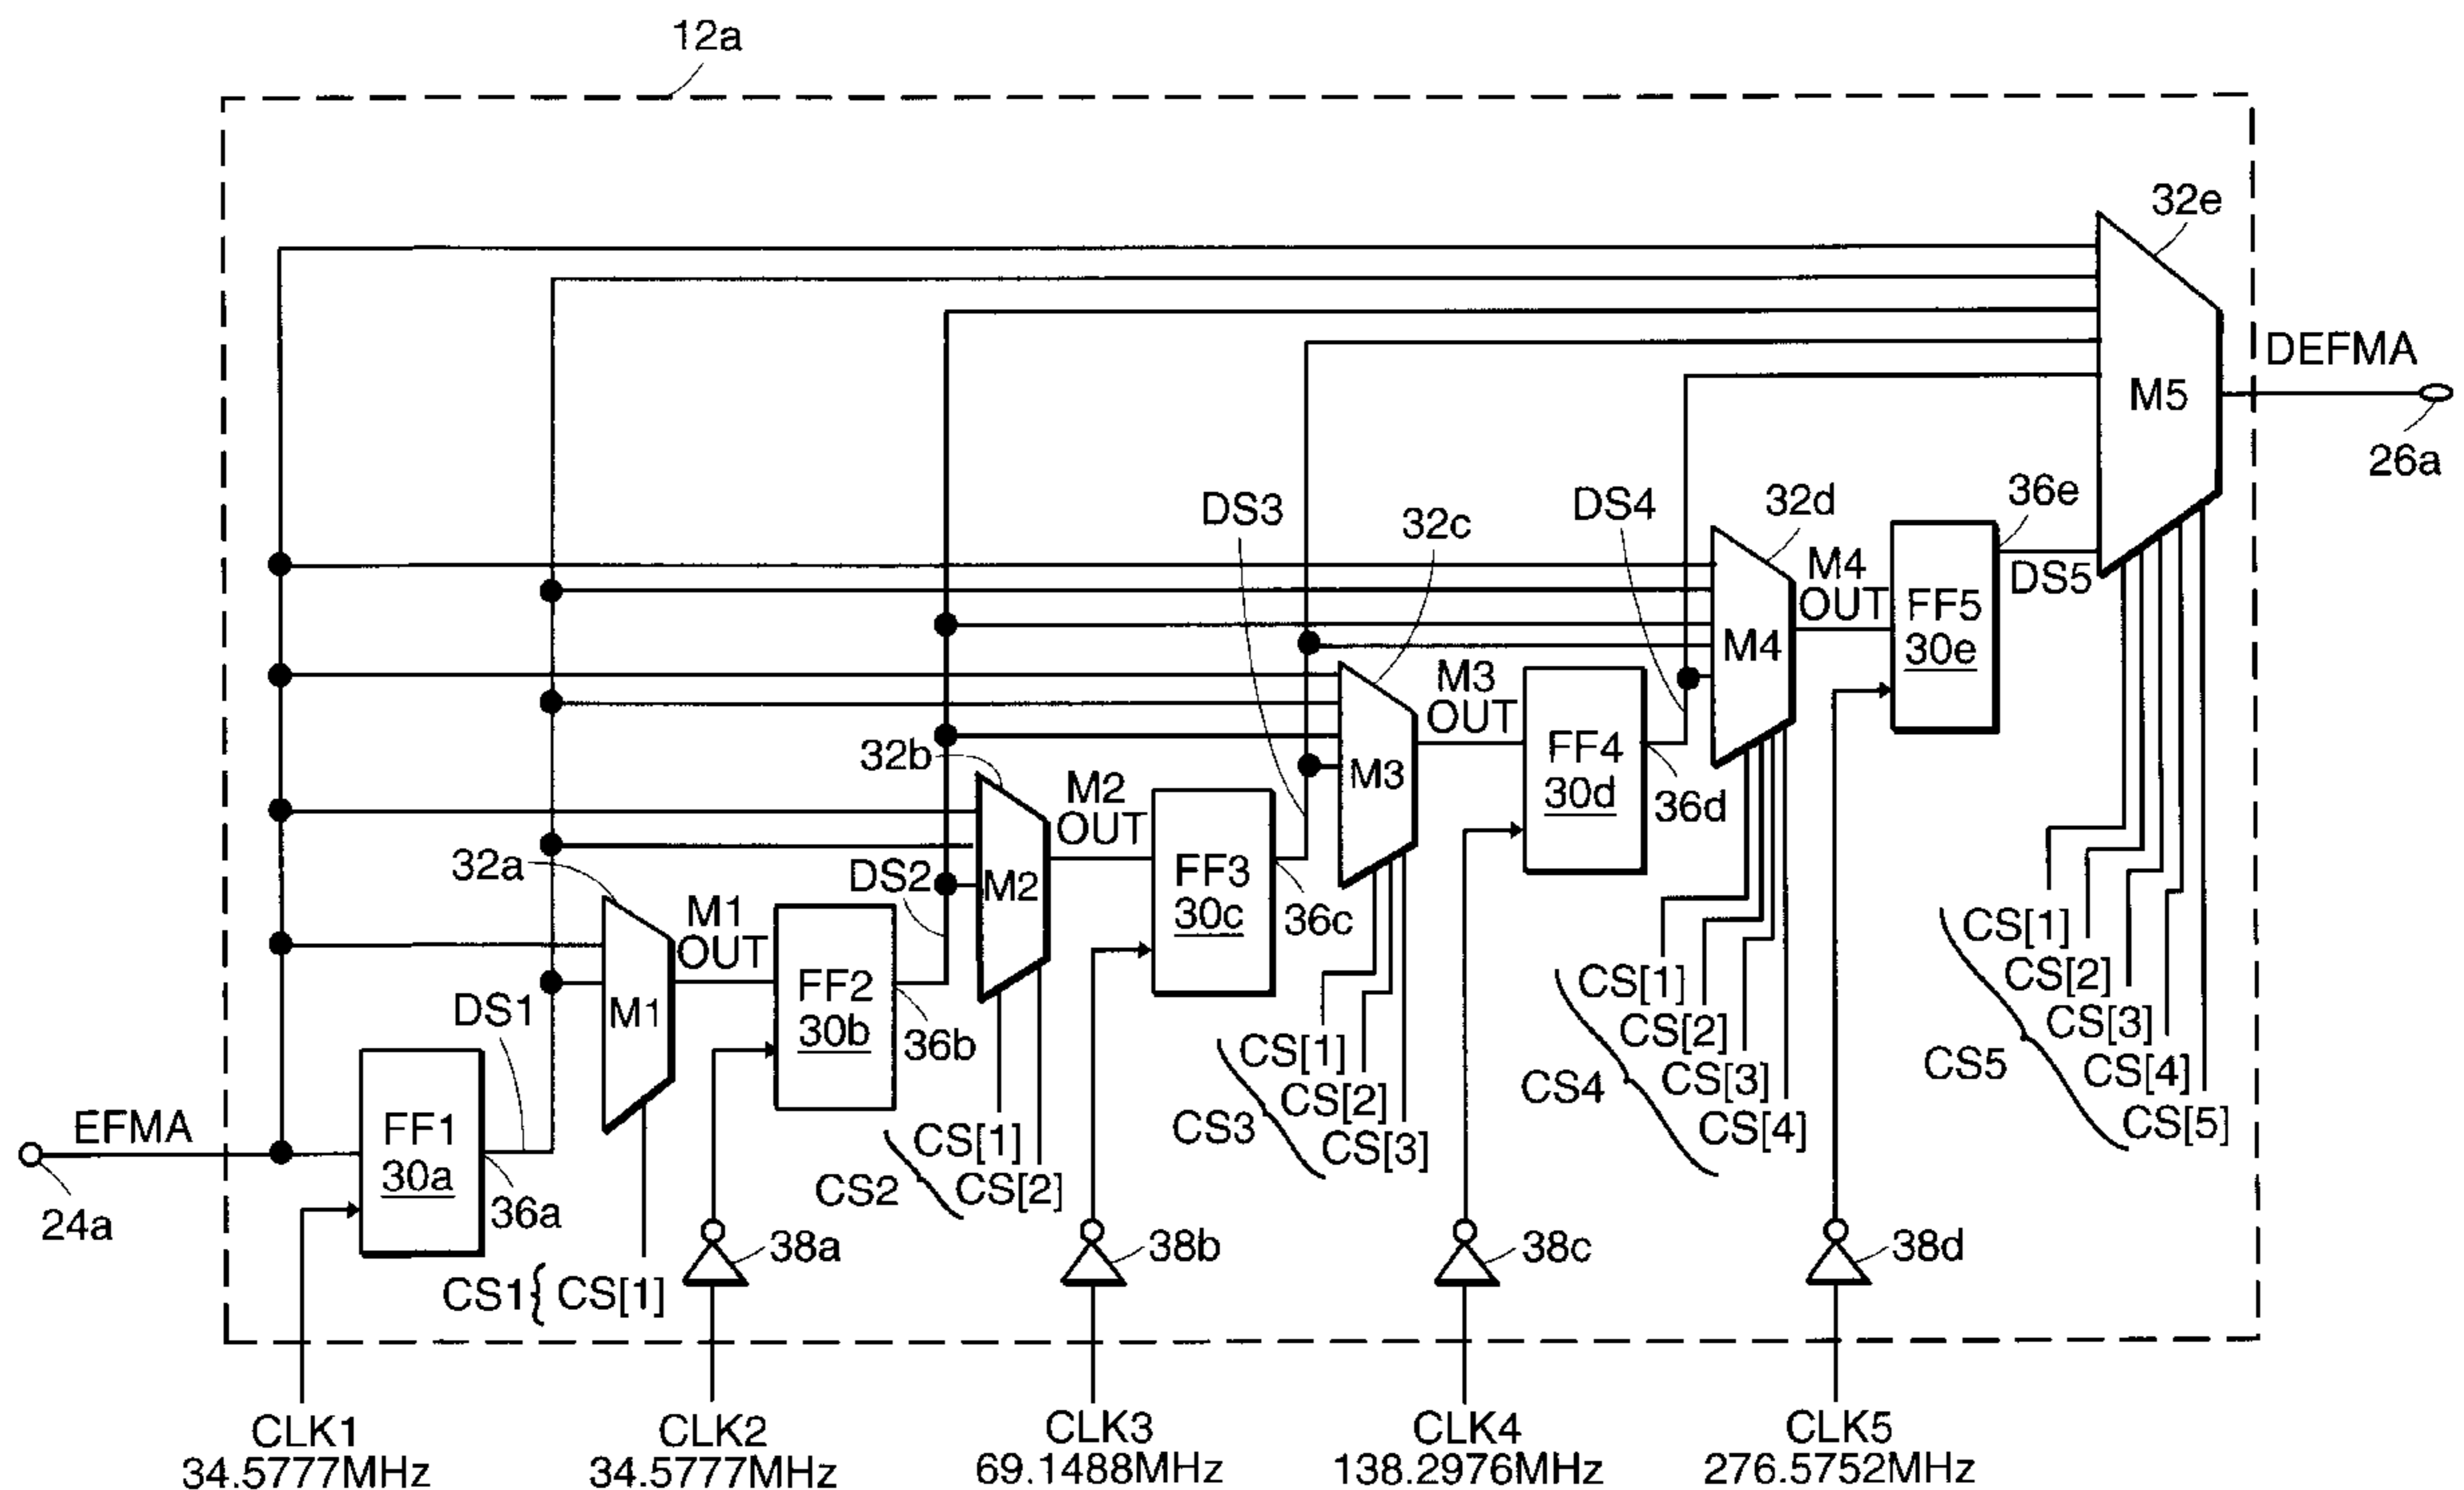 12a
32e
DEFMA
M5
26a
DS3
32c
DS4
32d
36e
M4
OUT
FF5
30e
DS5
M4
M3
OUT
32b
M2
OUT
M3
FF4
30d
36d
32a
DS2
M2
FF3
30c
36c
M1
OUT
FF2
30b
36b
DS1
M1
CS[1]
CS[2]
CS[3]
CS[4]
CS[5]
CS5
CS[1]
CS[2]
CS[3]
CS[4]
CS4
CS[1]
CS[2]
CS[3]
CS3
CS[1]
CS[2]
CS2
EFMA
FF1
30a
36a
24a
38a
38b
38c
38d
CS1{ CS[1]
CLK1
34.5777MHz
CLK2
34.5777MHz
CLK3
69.1488MHz
CLK4
138.2976MHz
CLK5
276.5752MHz